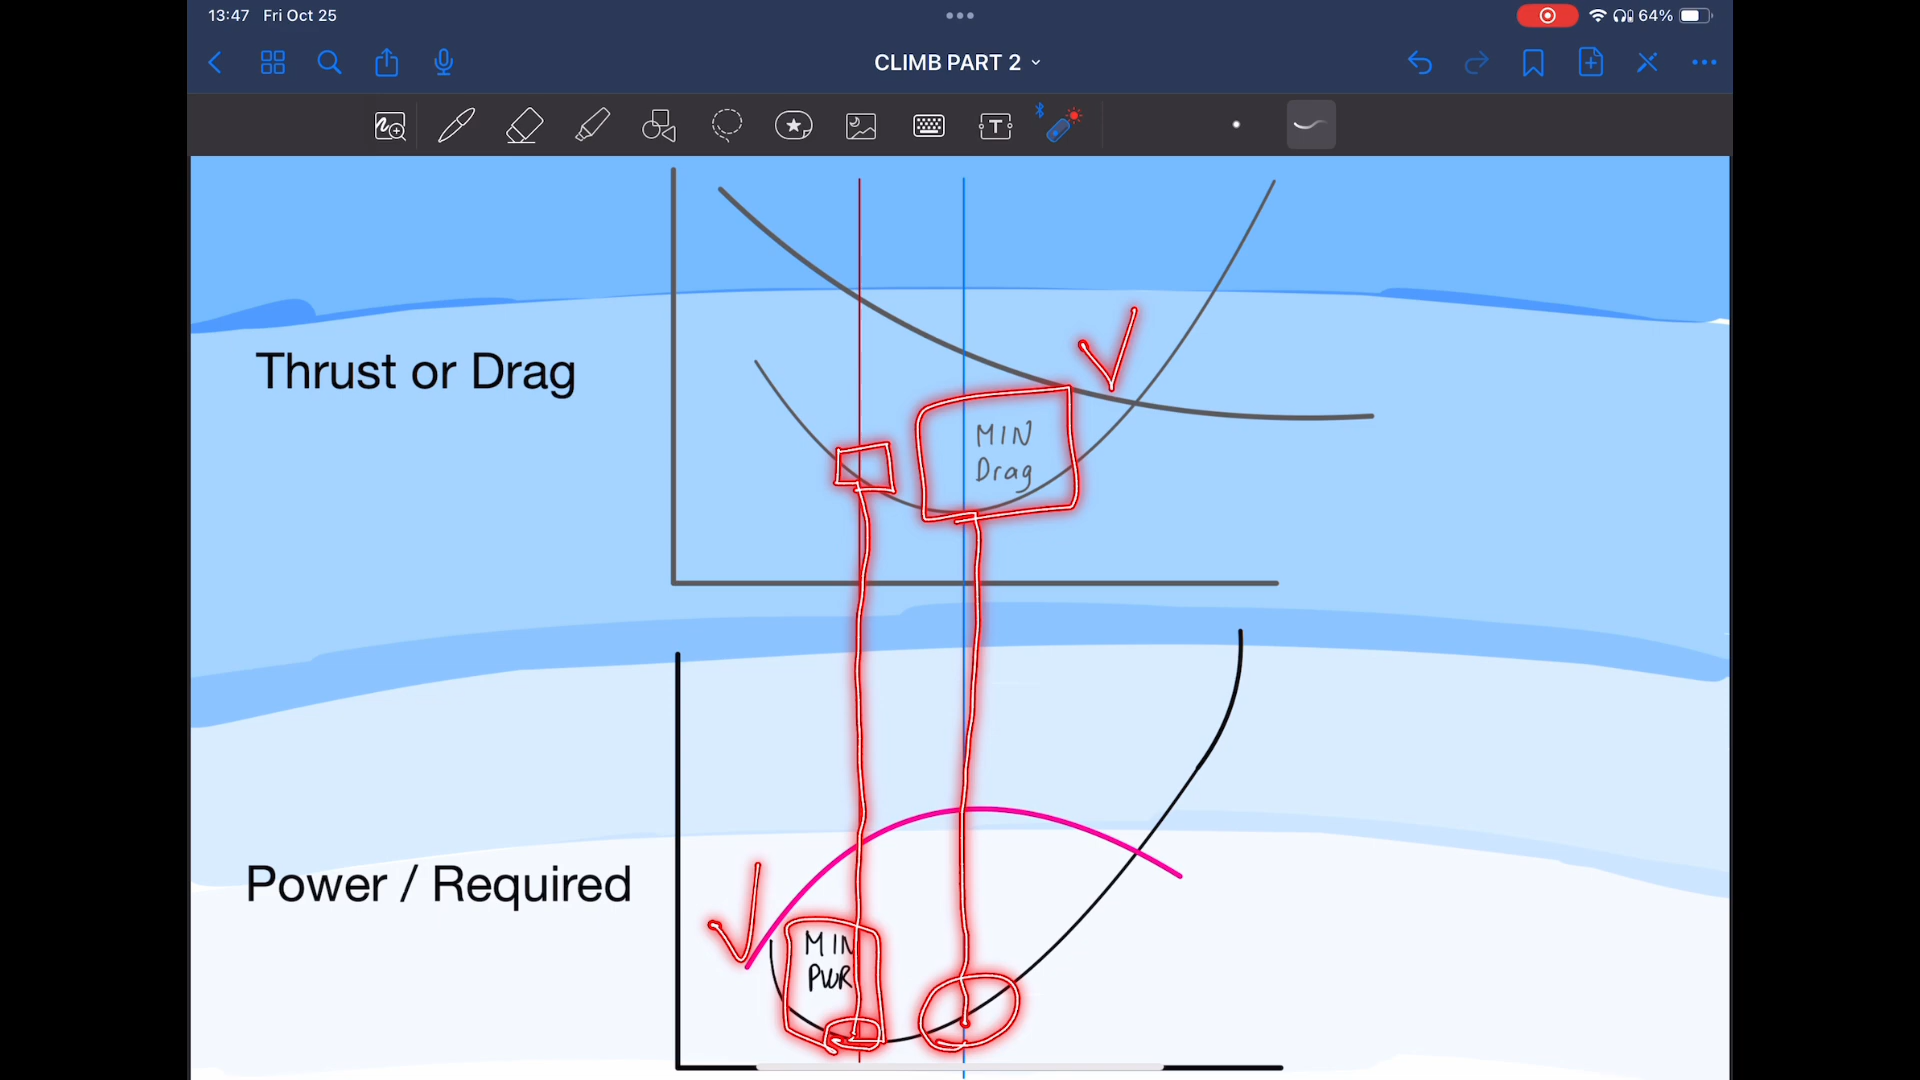 13:47 Fri Oct 25
64%
CLIMB PART 2
T
Thrust or Drag
MIN
Drag
Power / Required
MIN
PWR